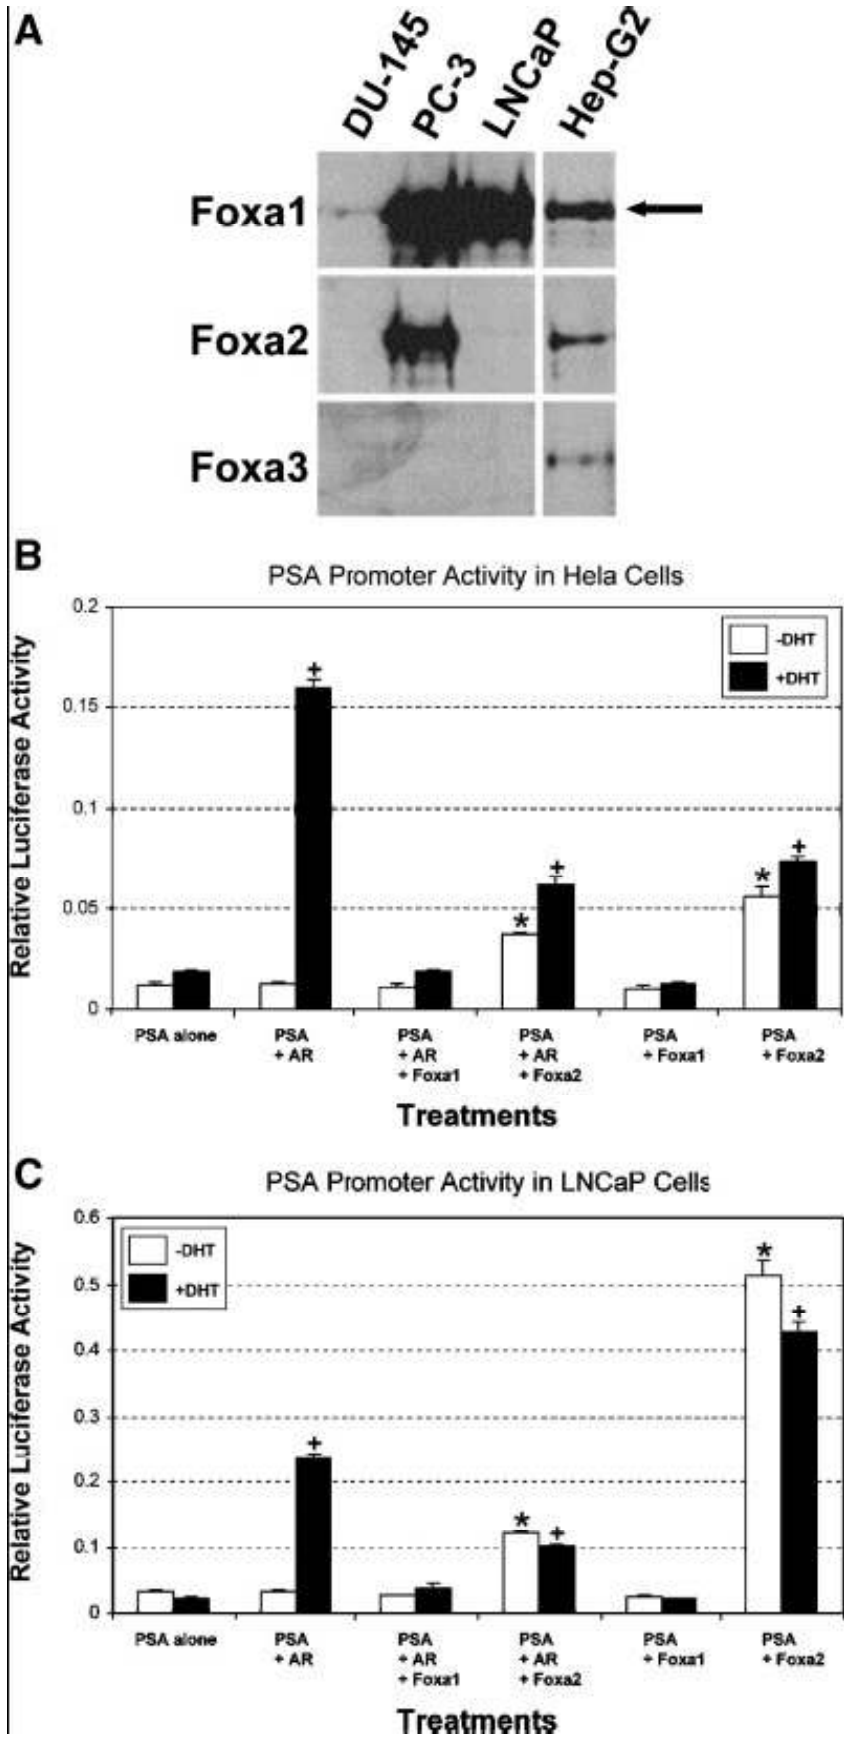 A
DU-145
PC-3
LNCaP
Hep-G2
Foxa1
Foxa2
Foxa3
B
PSA Promoter Activity in Hela Cells
Relative Luciferase Activity
0.2
0.15
0.1
0.05
0
-DHT
+DHT
+
*
+
*
+
PSA alone
PSA
+ AR
PSA
+ AR
+ Foxa1
PSA
+ AR
+ Foxa2
PSA
+ Foxa1
PSA
+ Foxa2
Treatments
C
PSA Promoter Activity in LNCaP Cells
Relative Luciferase Activity
0.6
0.5
0.4
0.3
0.2
0.1
0
-DHT
+DHT
+
*
+
*
+
PSA alone
PSA
+ AR
PSA
+ AR
+ Foxa1
PSA
+ AR
+ Foxa2
PSA
+ Foxa1
PSA
+ Foxa2
Treatments